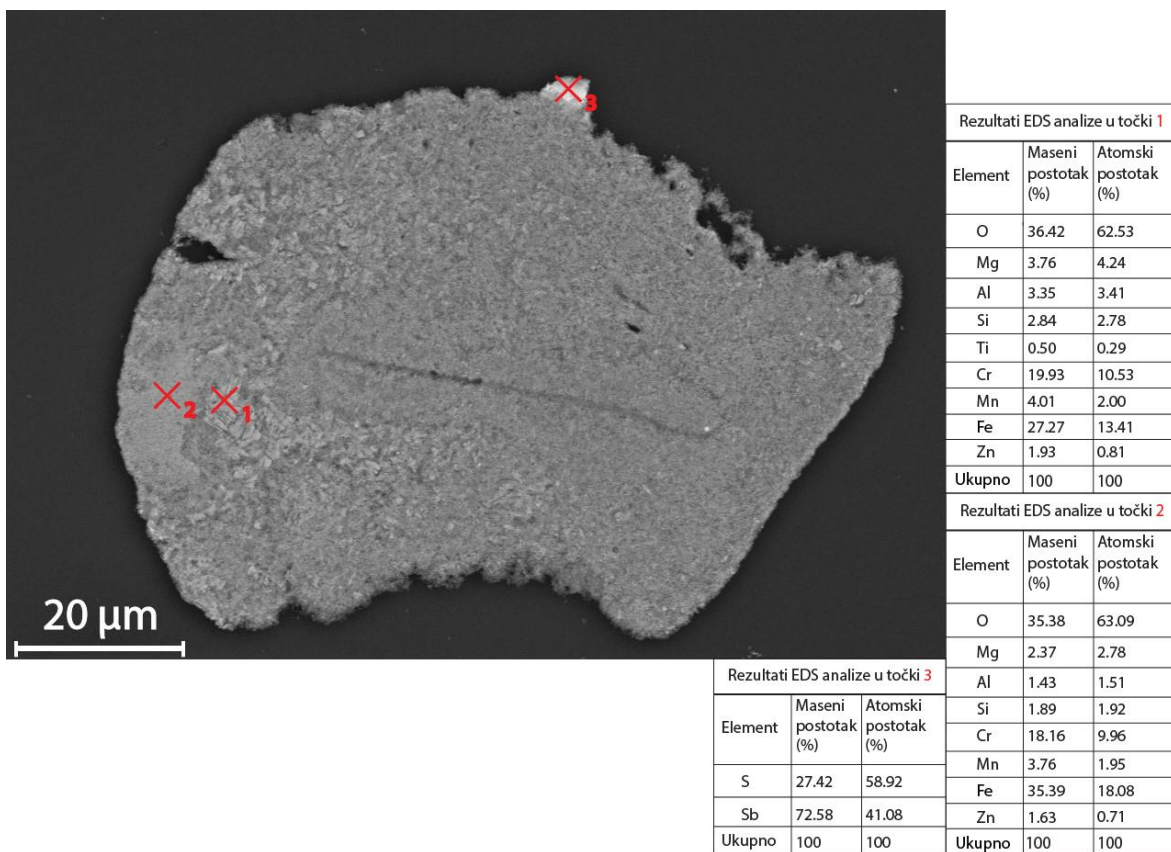 3
2
1
20 µm
Rezultati EDS analize u točki 1
Element Maseni postotak (%) Atomski postotak (%)
O 36.42 62.53
Mg 3.76 4.24
Al 3.35 3.41
Si 2.84 2.78
Ti 0.50 0.29
Cr 19.93 10.53
Mn 4.01 2.00
Fe 27.27 13.41
Zn 1.93 0.81
Ukupno 100 100
Rezultati EDS analize u točki 2
Element Maseni postotak (%) Atomski postotak (%)
O 35.38 63.09
Mg 2.37 2.78
Al 1.43 1.51
Si 1.89 1.92
Cr 18.16 9.96
Mn 3.76 1.95
Fe 35.39 18.08
Zn 1.63 0.71
Ukupno 100 100
Rezultati EDS analize u točki 3
Element Maseni postotak (%) Atomski postotak (%)
S 27.42 58.92
Sb 72.58 41.08
Ukupno 100 100